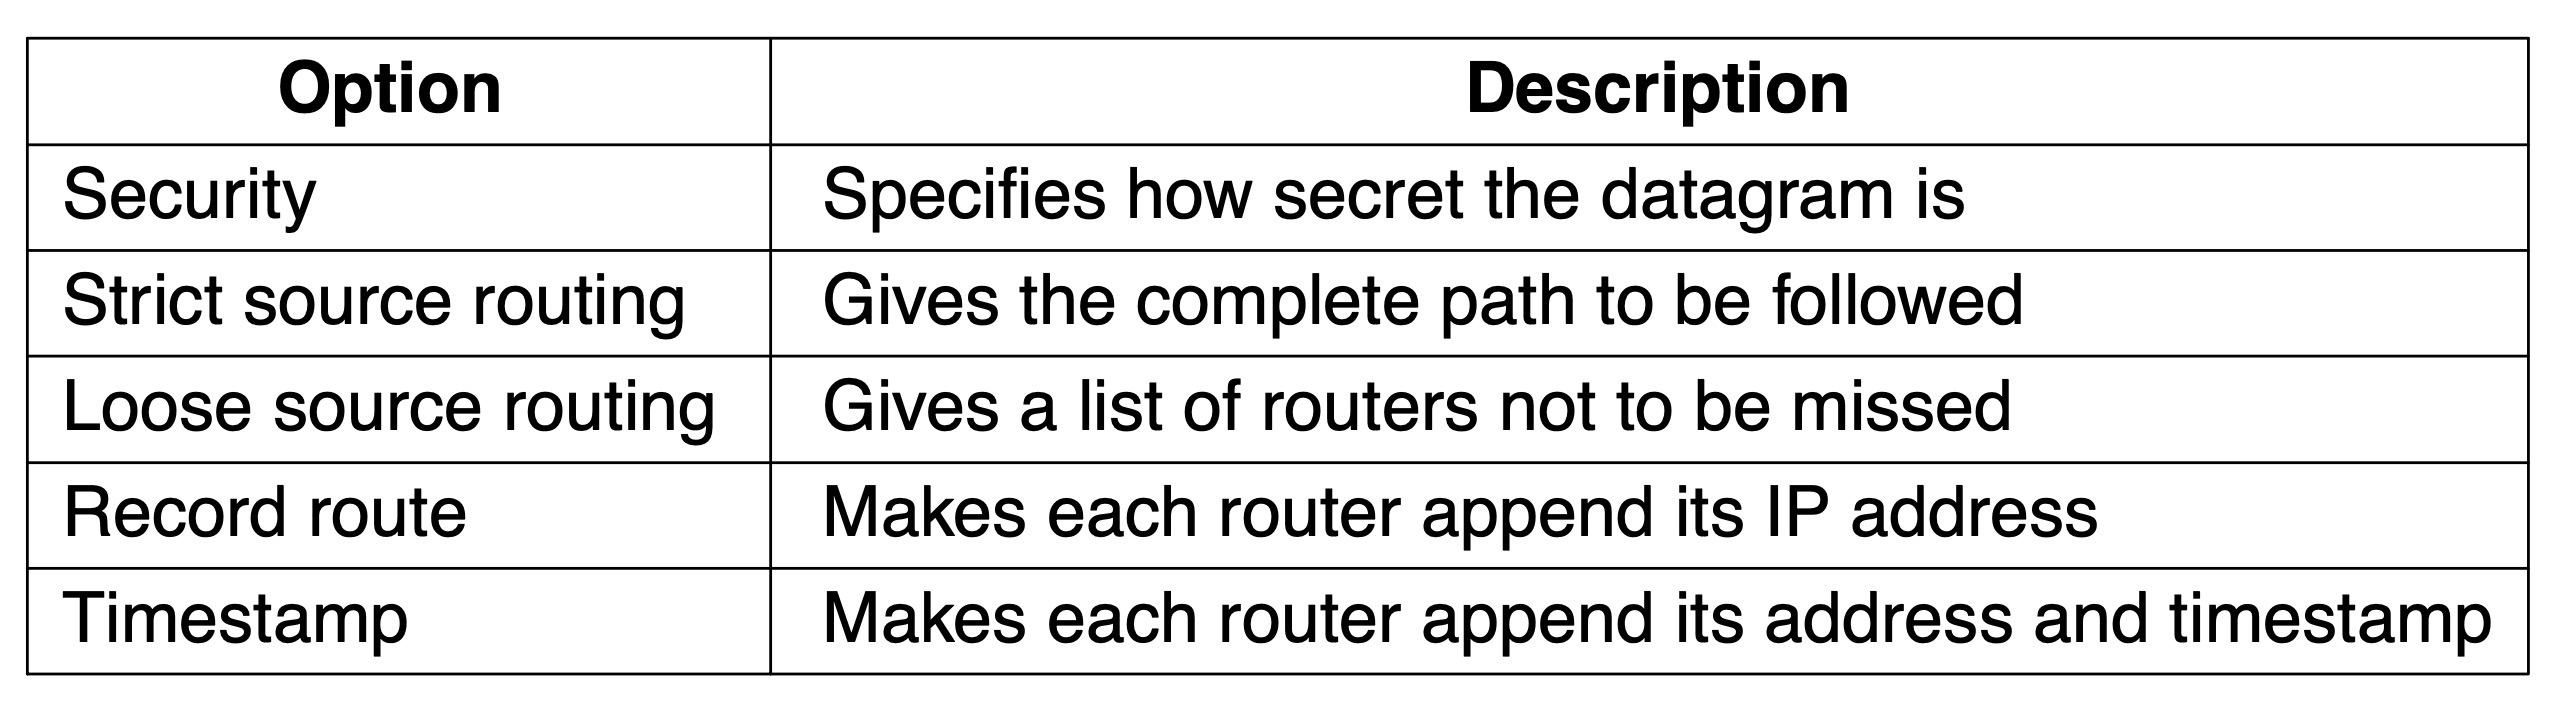 Option Description
Security Specifies how secret the datagram is
Strict source routing Gives the complete path to be followed
Loose source routing Gives a list of routers not to be missed
Record route Makes each router append its IP address
Timestamp Makes each router append its address and timestamp